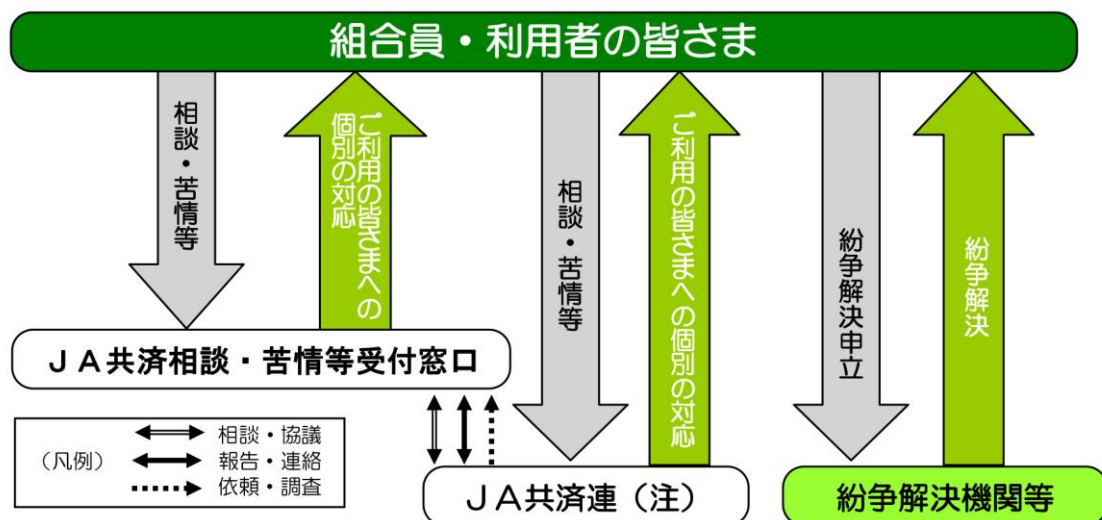 組合員・利用者の皆さま
相談・苦情等
ご利用の皆さまへの
個別の対応
相談・苦情等
ご利用の皆さまへの個別の対応
紛争解決申立
紛争解決
ＪＡ共済相談・苦情等受付窓口
（凡例）
相談・協議
報告・連絡
依頼・調査
ＪＡ共済連（注）
紛争解決機関等